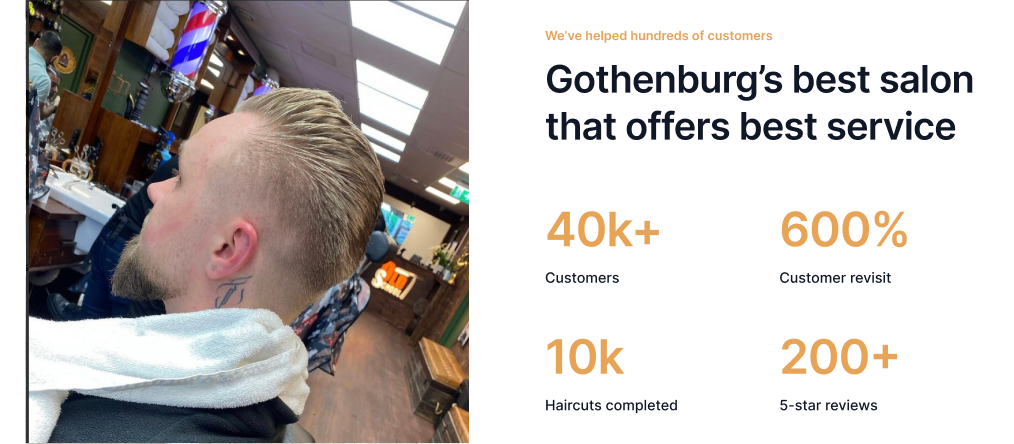 We've helped hundreds of customers
Gothenburg's best salon
that offers best service
40k+
600%
Customers
Customer revisit
10k
200+
Haircuts completed
5-star reviews